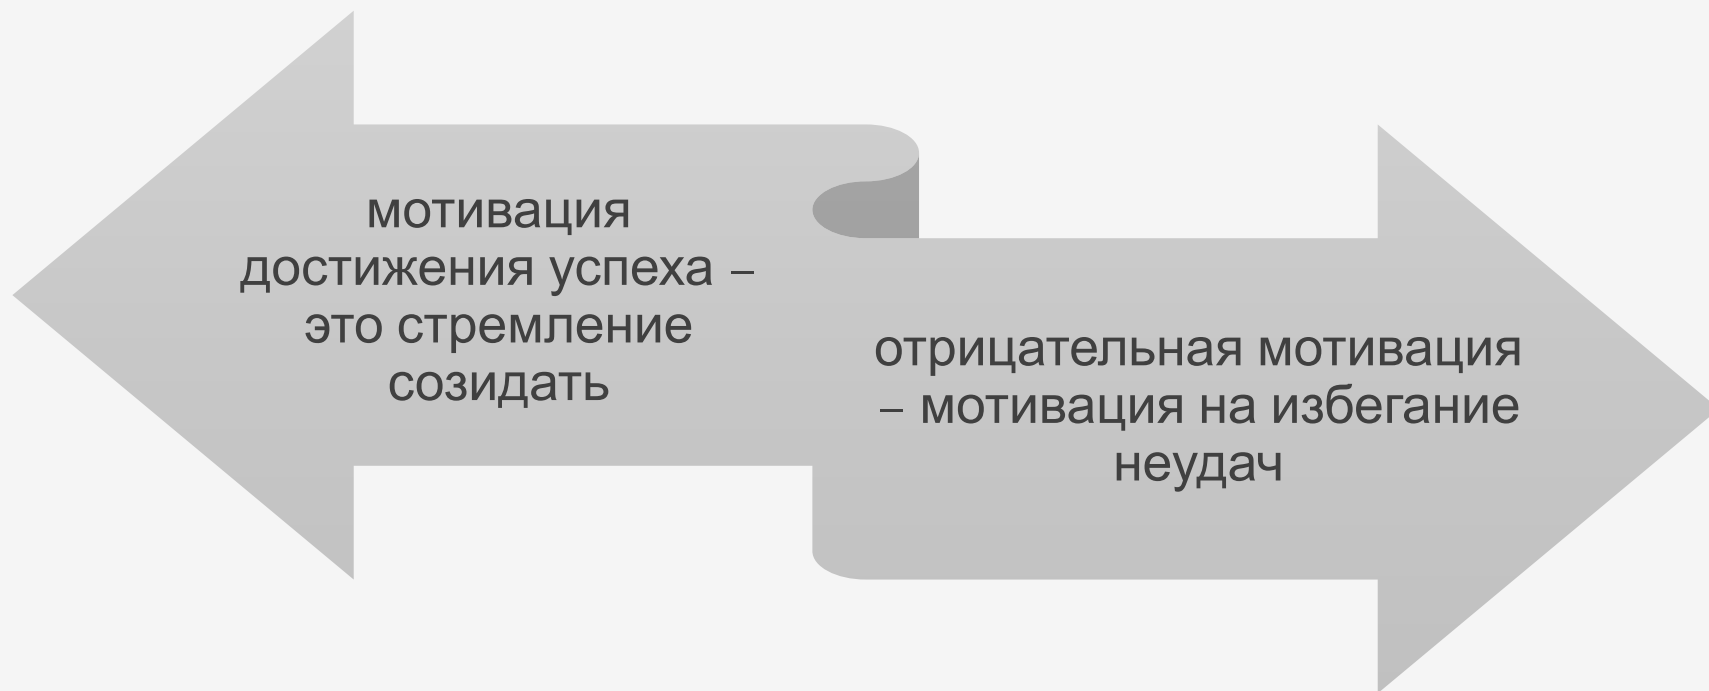 мотивация
достижения успеха –
это стремление
созидать
отрицательная мотивация
– мотивация на избегание
неудач